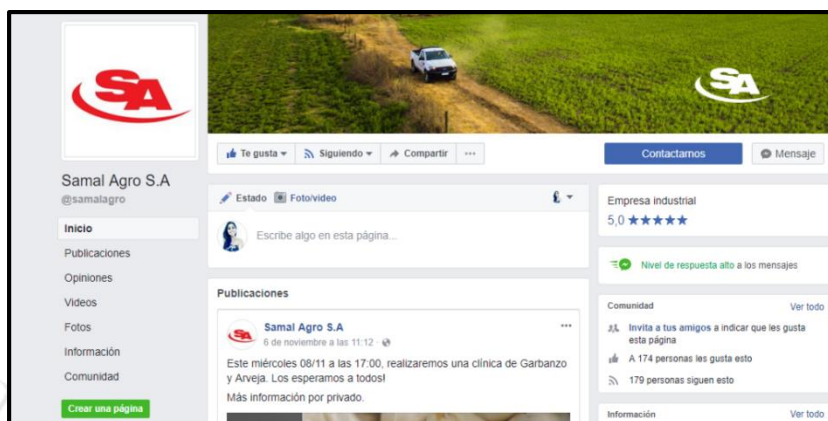 SA
SA
Te gusta
Siguiendo
Compartir
Contactarnos
Mensaje
Samal Agro S.A
@samalagro
Inicio
Publicaciones
Opiniones
Videos
Fotos
Información
Comunidad
Crear una página
Estado
Foto/video
Escribe algo en esta página...
Publicaciones
SA
Samal Agro S.A
6 de noviembre a las 11:12
Este miércoles 08/11 a las 17:00, realizaremos una clínica de Garbanzo
y Arveja. Los esperamos a todos!
Más información por privado.
Empresa industrial
5,0
Nivel de respuesta alto a los mensajes
Comunidad
Ver todo
Invita a tus amigos a indicar que les gusta
esta página
A 174 personas les gusta esto
179 personas siguen esto
Información
Ver todo